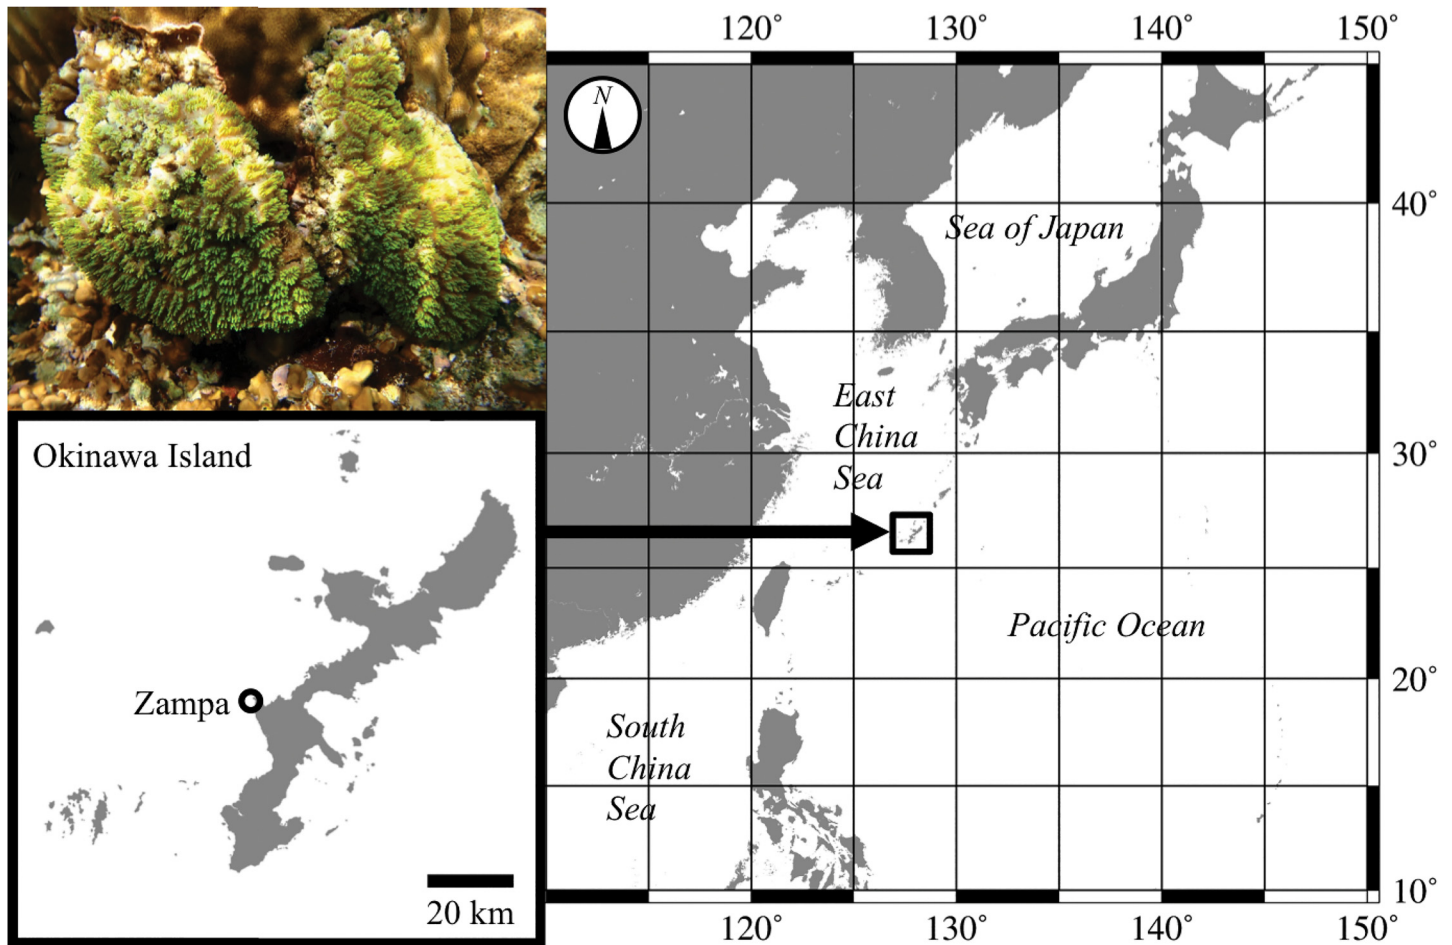 120° 130° 140° 150°
N
40°
Sea of Japan
East
China
Sea
30°
Okinawa Island
Pacific Ocean
20°
Zampa
South
China
Sea
10°
20 km
120° 130° 140° 150°